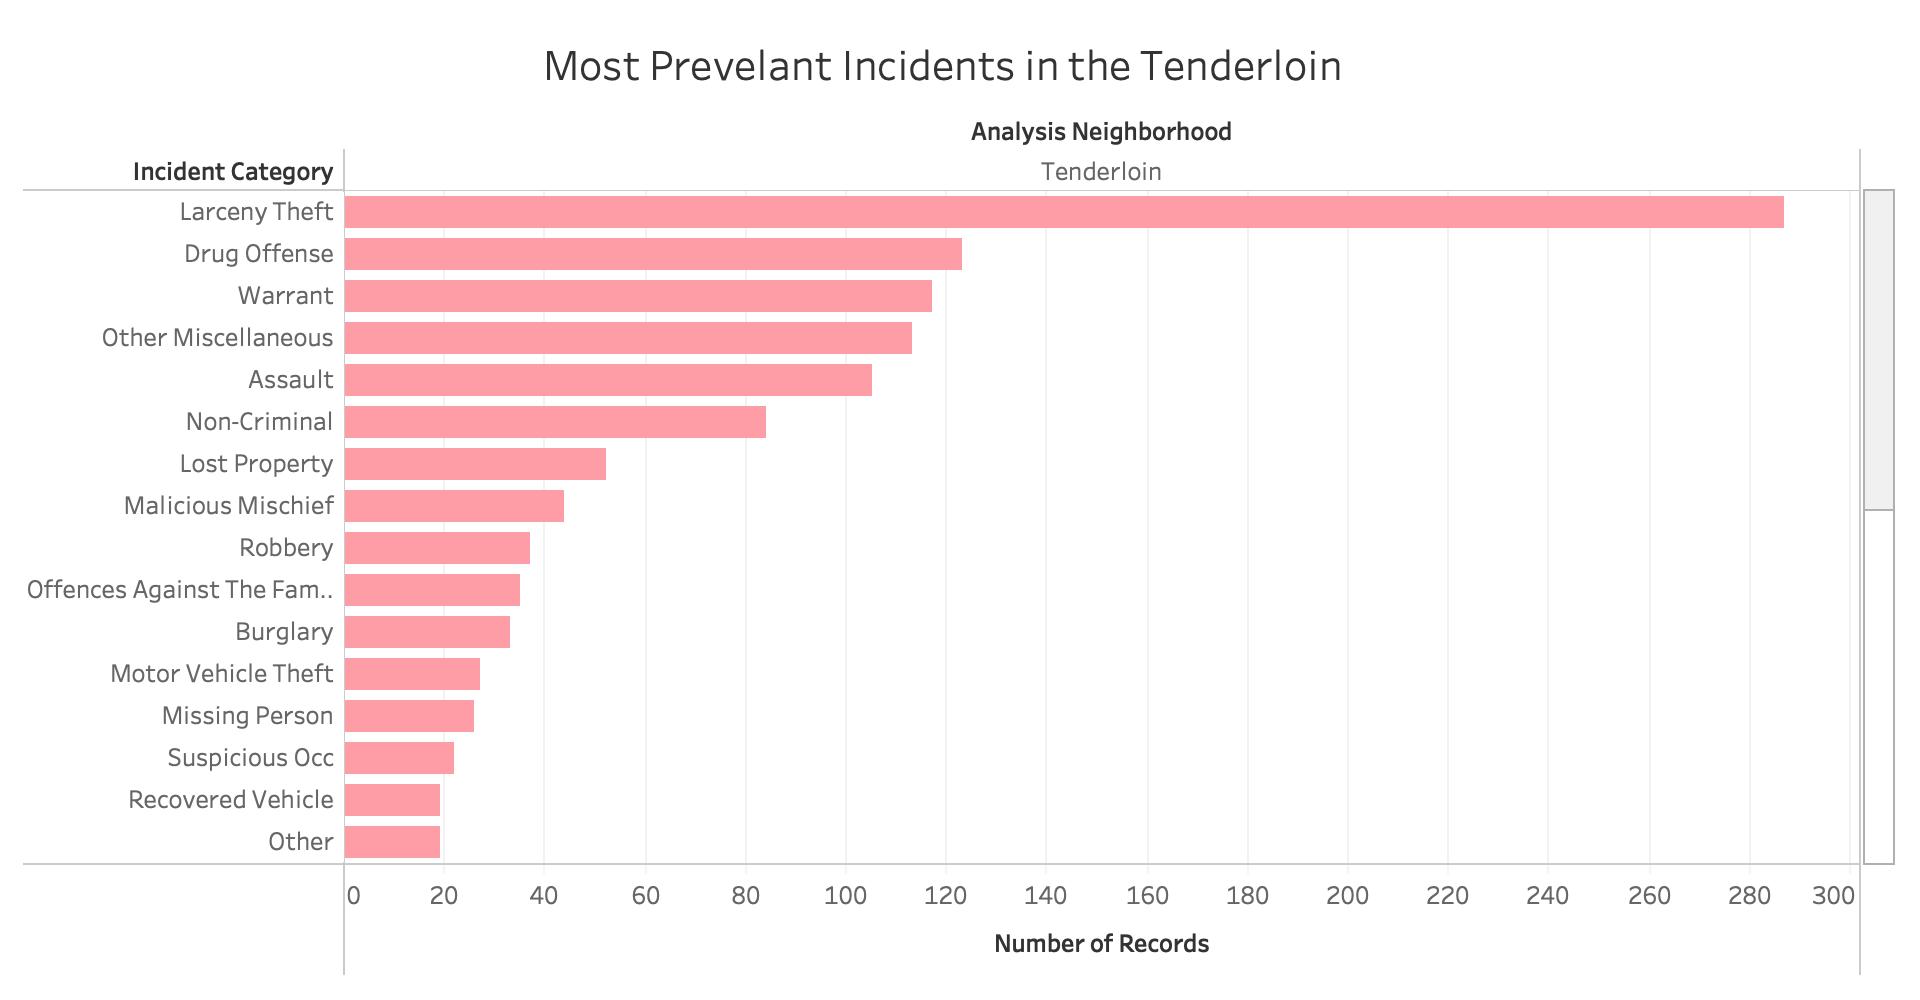 Most Prevelant Incidents in the Tenderloin
Analysis Neighborhood
Incident Category
Tenderloin
Larceny Theft
Drug Offense
Warrant
Other Miscellaneous
Assault
Non-Criminal
Lost Property
Malicious Mischief
Robbery
Offences Against The Fam..
Burglary
Motor Vehicle Theft
Missing Person
Suspicious Occ
Recovered Vehicle
Other
0 20 40 60 80 100 120 140 160 180 200 220 240 260 280 300
Number of Records